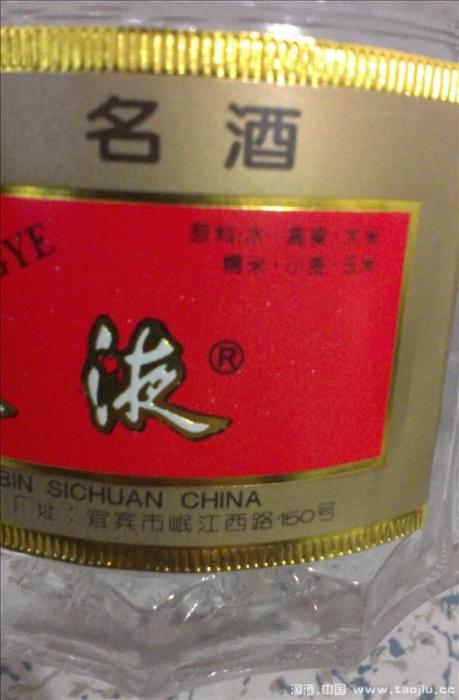 名酒
GYE
原料:水·高粱·大米
糯米·小麦·玉米
液®
BIN SICHUAN CHINA
厂址:宜宾市岷江西路150号
淘酒.中国 www.taojiu.cc